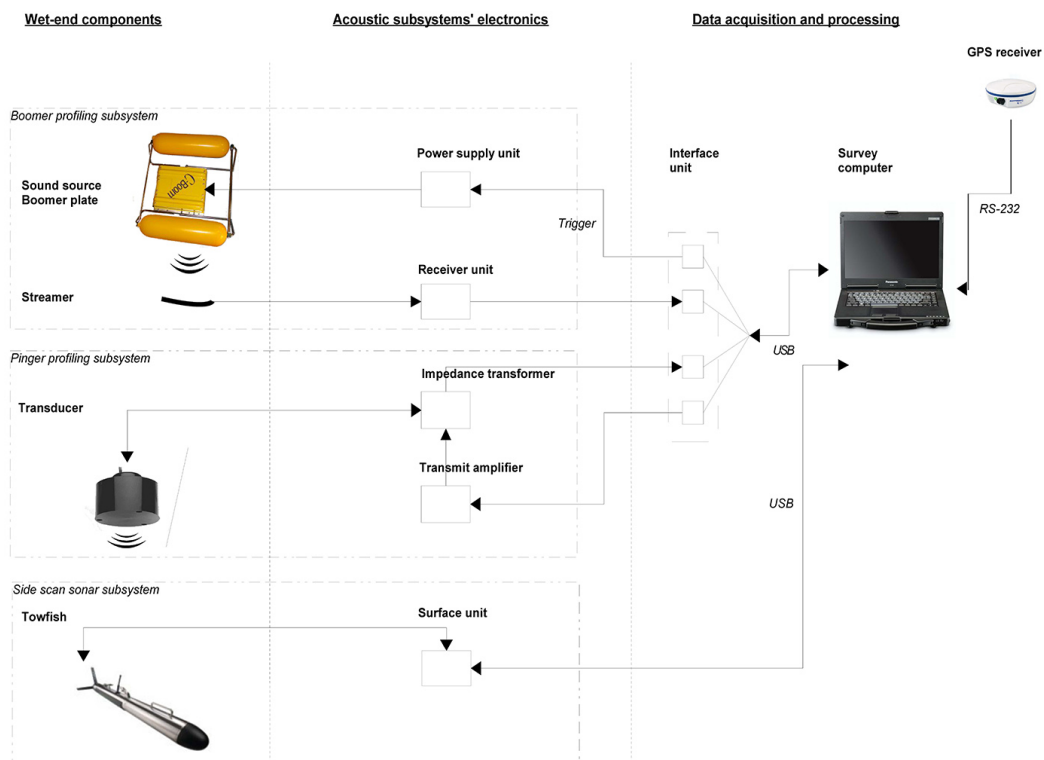 Wet-end components
Acoustic subsystems' electronics
Data acquisition and processing
GPS receiver
Boomer profiling subsystem
Power supply unit
Interface
unit
Survey
computer
Sound source
Boomer plate
C-Boom
Trigger
RS-232
Receiver unit
Streamer
USB
Pinger profiling subsystem
Impedance transformer
Transducer
Transmit amplifier
USB
Side scan sonar subsystem
Towfish
Surface unit